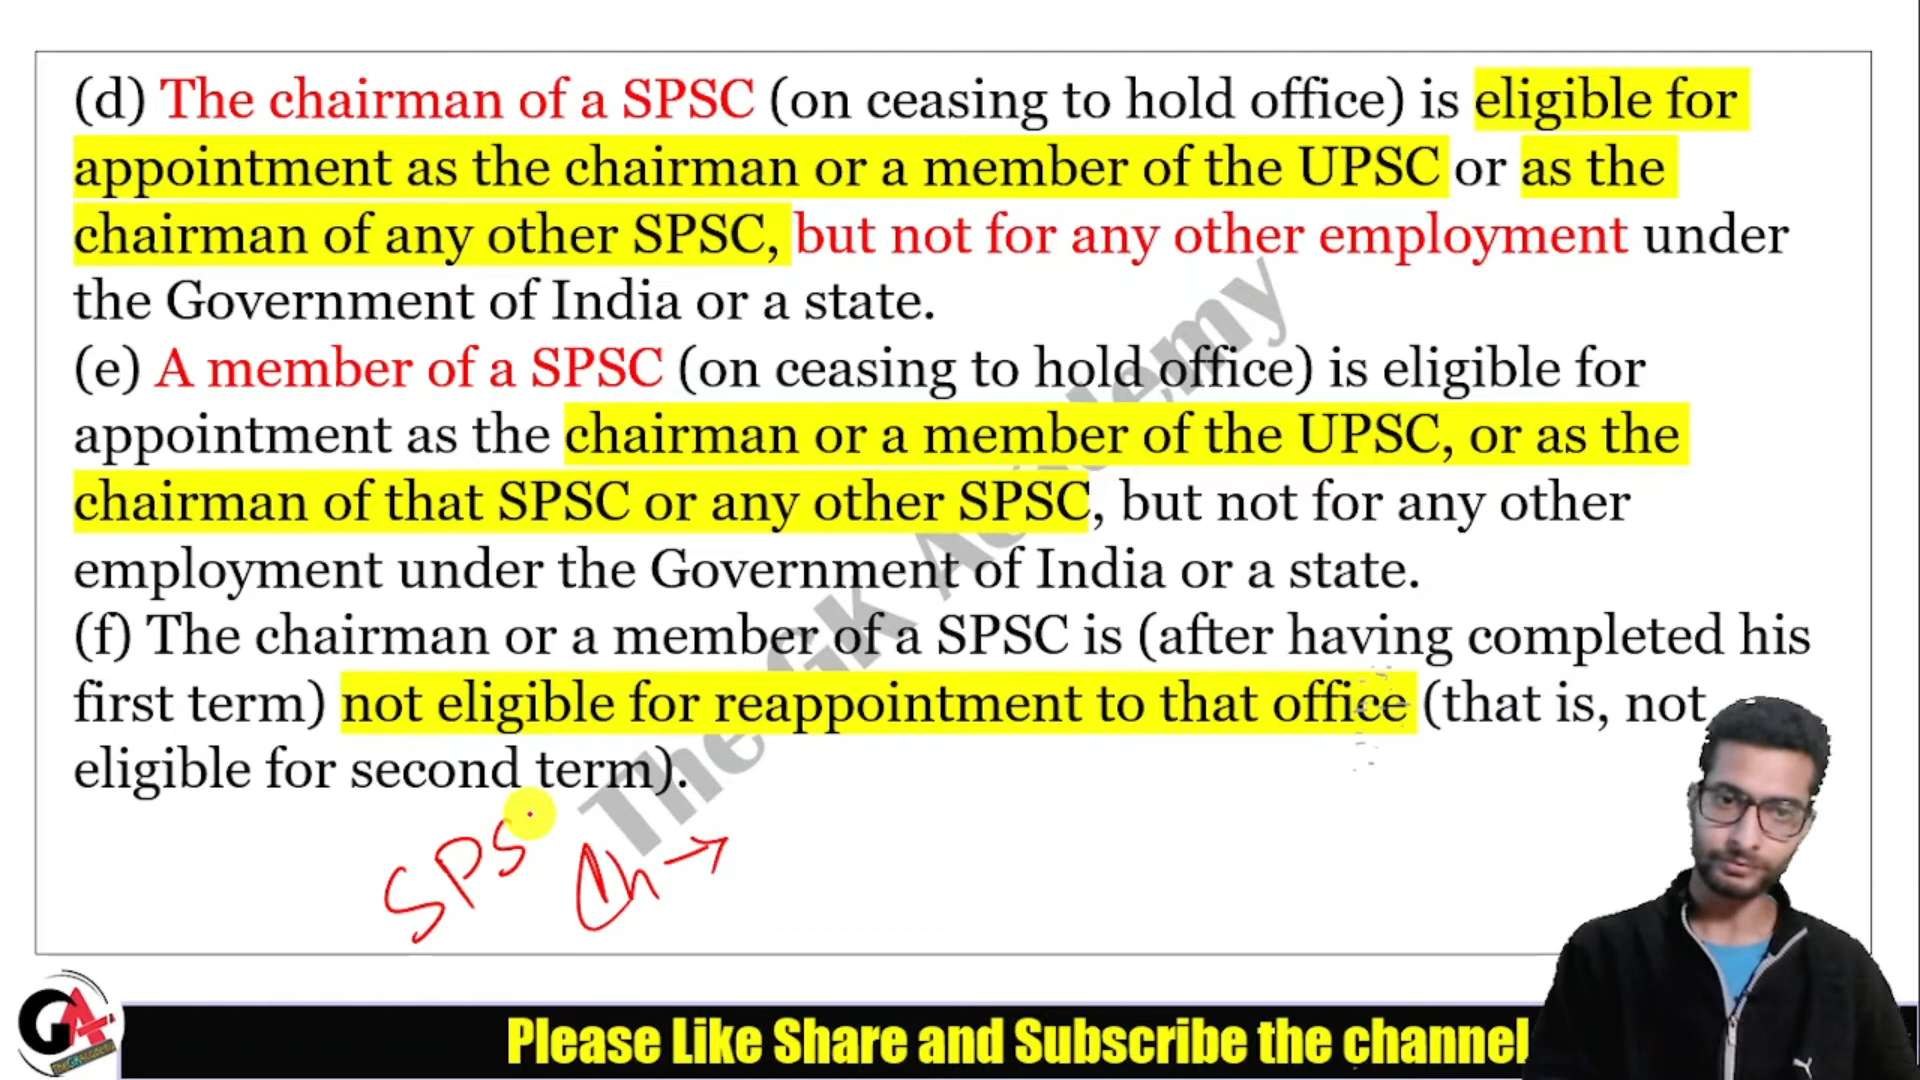 (d) The chairman of a SPSC (on ceasing to hold office) is eligible for
appointment as the chairman or a member of the UPSC or as the
chairman of any other SPSC, but not for any other employment under
the Government of India or a state.
(e) A member of a SPSC (on ceasing to hold office) is eligible for
appointment as the chairman or a member of the UPSC, or as the
chairman of that SPSC or any other SPSC, but not for any other
employment under the Government of India or a state.
(f) The chairman or a member of a SPSC is (after having completed his
first term) not eligible for reappointment to that office (that is, not
eligible for second term).
The GK Academy
SPS
Ch →
GA
TheGKAcademy
Please Like Share and Subscribe the channel